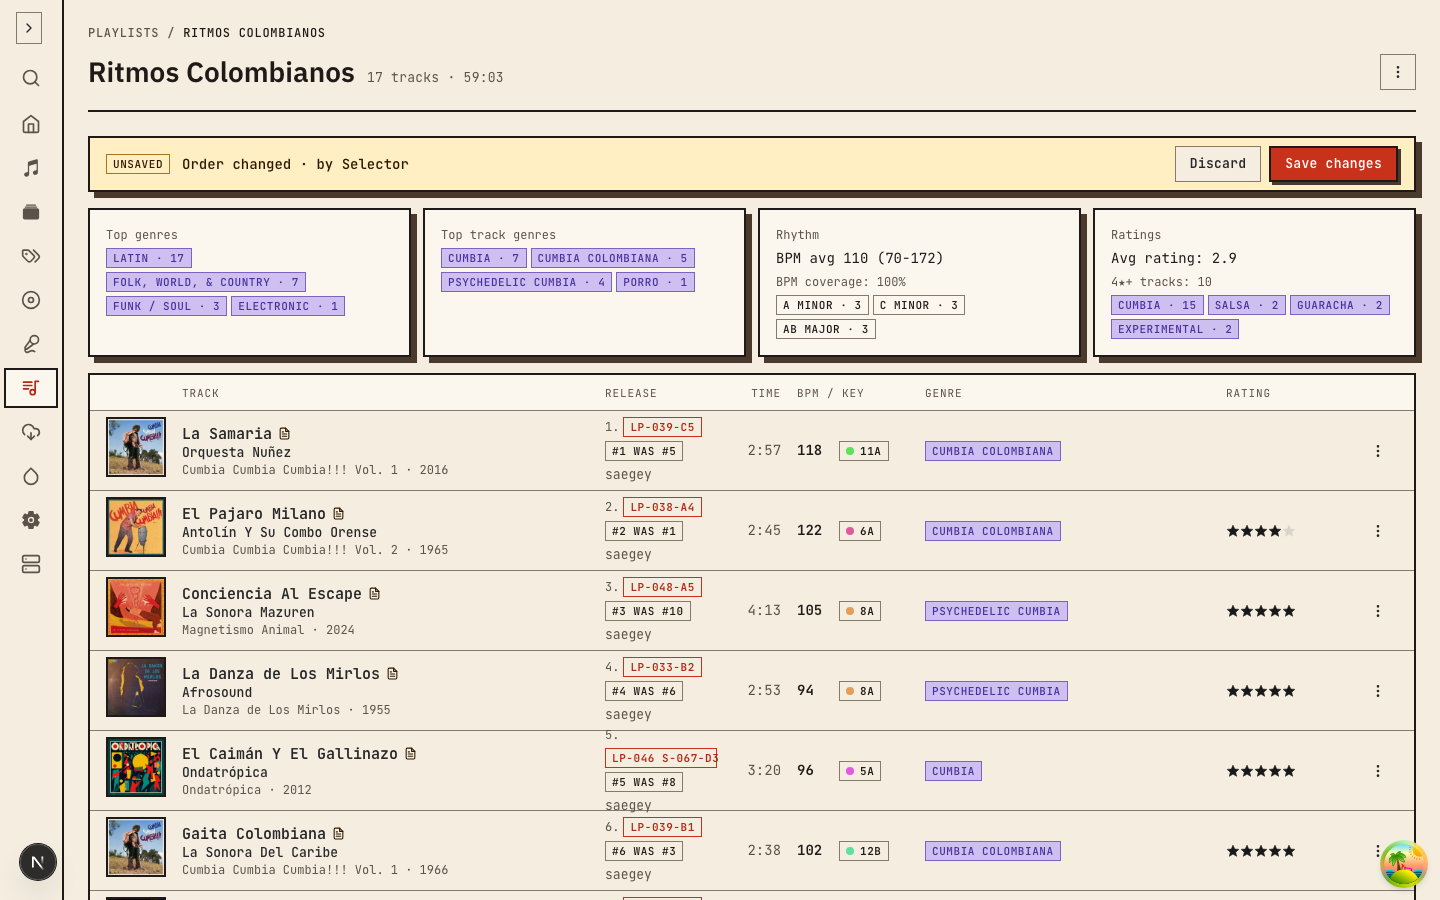 PLAYLISTS / RITMOS COLOMBIANOS
Ritmos Colombianos 17 tracks · 59:03
UNSAVED Order changed · by Selector Discard Save changes
Top genres
LATIN · 17
FOLK, WORLD, & COUNTRY · 7
FUNK / SOUL · 3 ELECTRONIC · 1
Top track genres
CUMBIA · 7 CUMBIA COLOMBIANA · 5
PSYCHEDELIC CUMBIA · 4 PORRO · 1
Rhythm
BPM avg 110 (70-172)
BPM coverage: 100%
A MINOR · 3 C MINOR · 3
AB MAJOR · 3
Ratings
Avg rating: 2.9
4★+ tracks: 10
CUMBIA · 15 SALSA · 2 GUARACHA · 2
EXPERIMENTAL · 2
TRACK RELEASE TIME BPM / KEY GENRE RATING
La Samaria
Orquesta Nuñez
Cumbia Cumbia Cumbia!!! Vol. 1 · 2016
1. LP-039-C5
#1 WAS #5
saegey
2:57 118 11A CUMBIA COLOMBIANA
El Pajaro Milano
Antolín Y Su Combo Orense
Cumbia Cumbia Cumbia!!! Vol. 2 · 1965
2. LP-038-A4
#2 WAS #1
saegey
2:45 122 6A CUMBIA COLOMBIANA ★★★★★
Conciencia Al Escape
La Sonora Mazuren
Magnetismo Animal · 2024
3. LP-048-A5
#3 WAS #10
saegey
4:13 105 8A PSYCHEDELIC CUMBIA ★★★★★
La Danza de Los Mirlos
Afrosound
La Danza de Los Mirlos · 1955
4. LP-033-B2
#4 WAS #6
saegey
2:53 94 8A PSYCHEDELIC CUMBIA ★★★★★
El Caimán Y El Gallinazo
Ondatrópica
Ondatrópica · 2012
5.
LP-046 S-067-D3
#5 WAS #8
saegey
3:20 96 5A CUMBIA ★★★★★
Gaita Colombiana
La Sonora Del Caribe
Cumbia Cumbia Cumbia!!! Vol. 1 · 1966
6. LP-039-B1
#6 WAS #3
saegey
2:38 102 12B CUMBIA COLOMBIANA ★★★★★
N